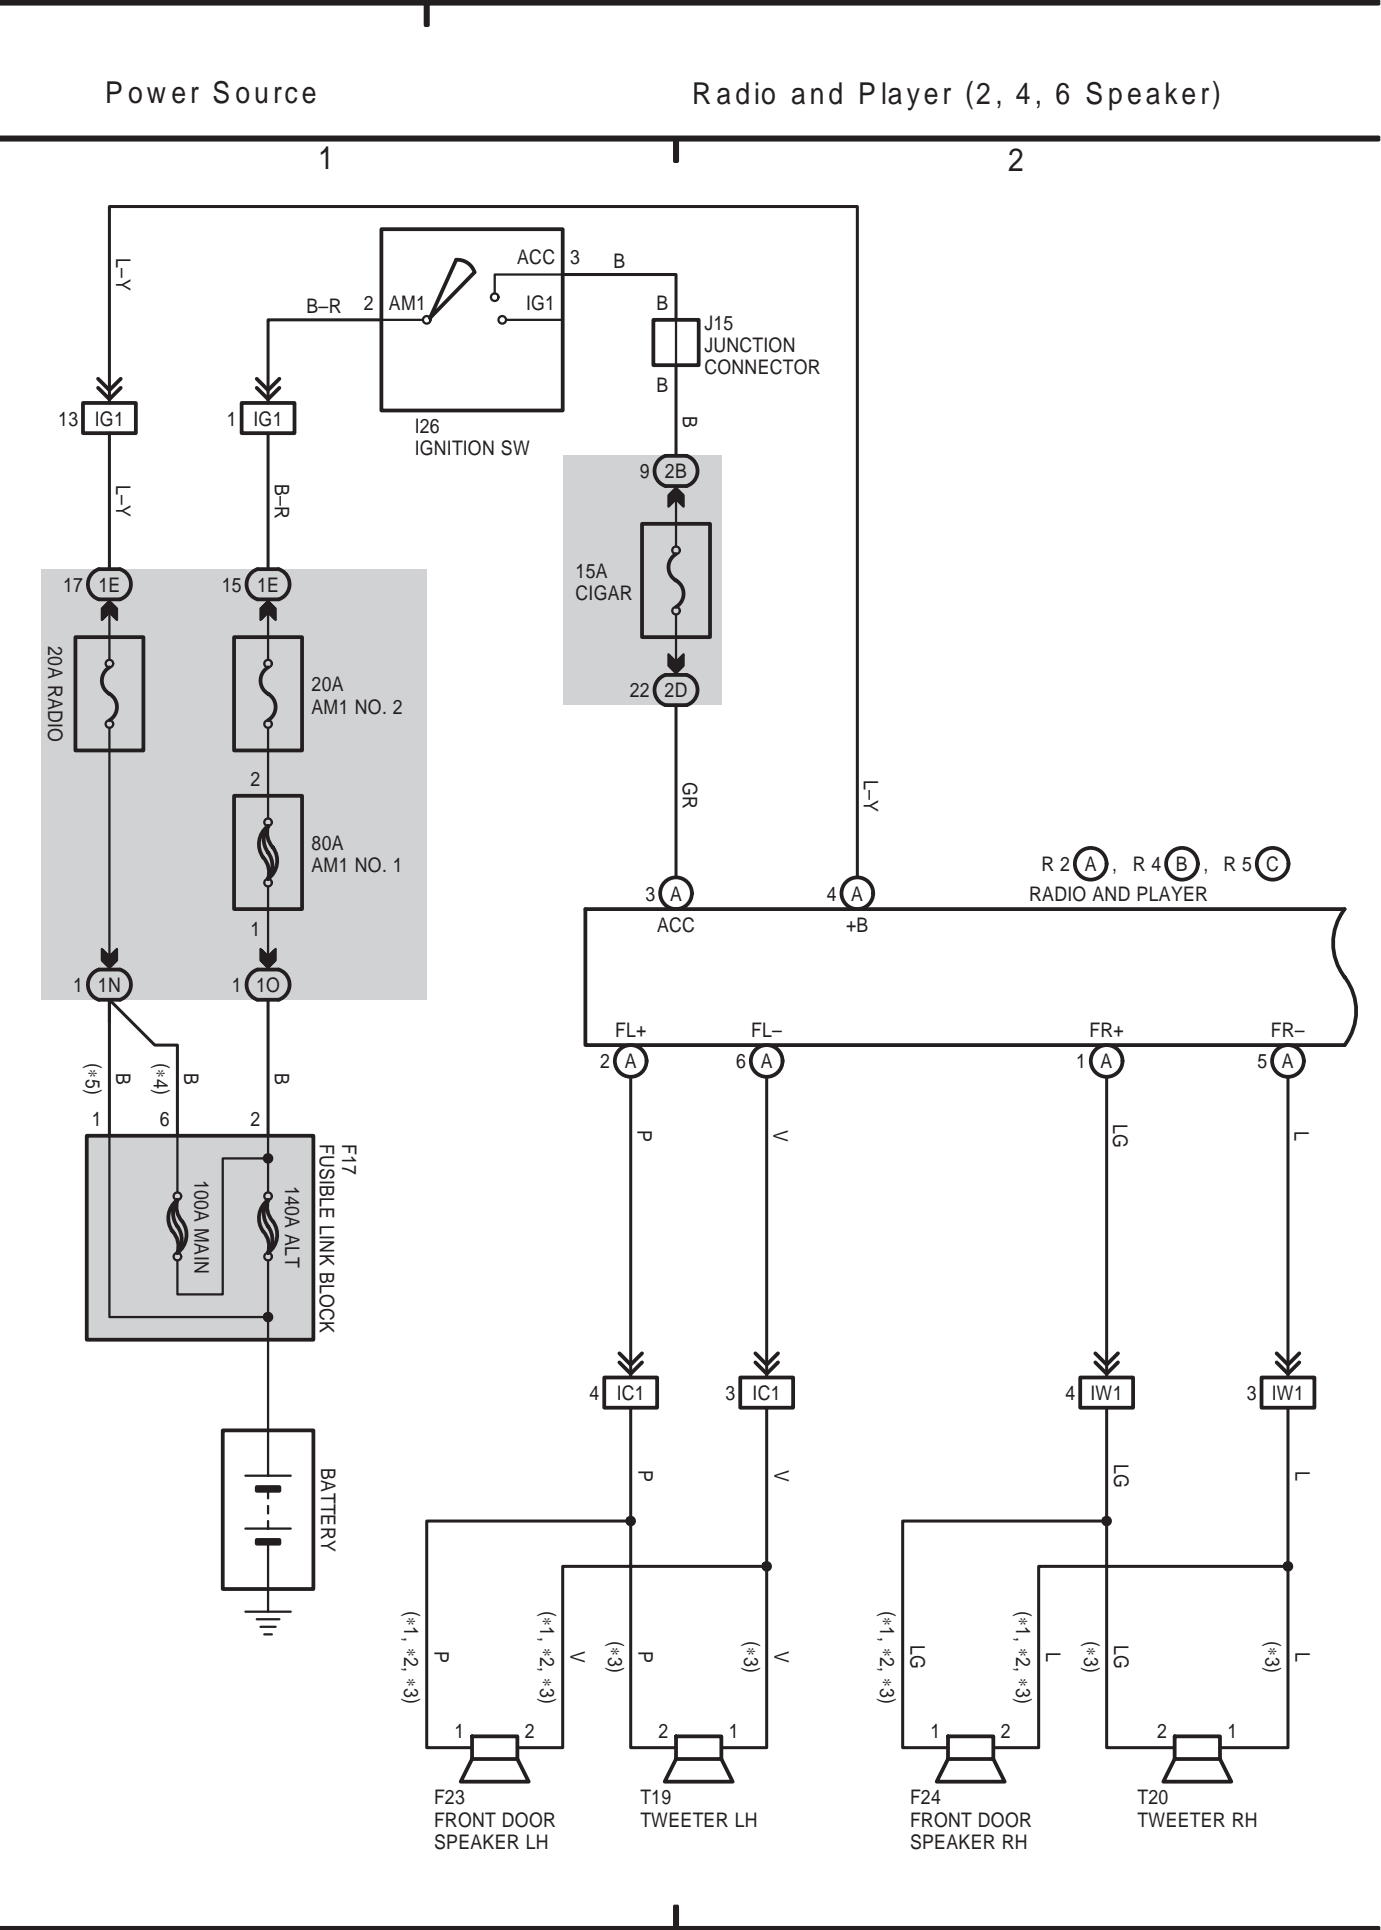 Power Source
Radio and Player (2, 4, 6 Speaker)
1
2
L–Y
B–R
2
AM1
ACC
3
B
IG1
B
J15
JUNCTION
CONNECTOR
B
B
I26
IGNITION SW
13
IG1
1
IG1
L–Y
B–R
9
2B
15A
CIGAR
22
2D
17
1E
15
1E
20A RADIO
20A
AM1 NO. 2
2
80A
AM1 NO. 1
1
1
1N
1
1O
GR
L–Y
R 2 A , R 4 B , R 5 C
RADIO AND PLAYER
3
A
4
A
ACC
+B
FL+
FL–
FR+
FR–
2
A
6
A
1
A
5
A
(*5)
B
(*4)
B
B
1
6
2
F17
FUSIBLE LINK BLOCK
100A MAIN
140A ALT
P
V
LG
L
4
IC1
3
IC1
4
IW1
3
IW1
P
V
LG
L
BATTERY
(*1, *2, *3)
P
(*1, *2, *3)
V
(*3)
P
(*3)
V
(*1, *2, *3)
LG
(*1, *2, *3)
L
(*3)
LG
(*3)
L
1
2
2
1
1
2
2
1
F23
FRONT DOOR
SPEAKER LH
T19
TWEETER LH
F24
FRONT DOOR
SPEAKER RH
T20
TWEETER RH